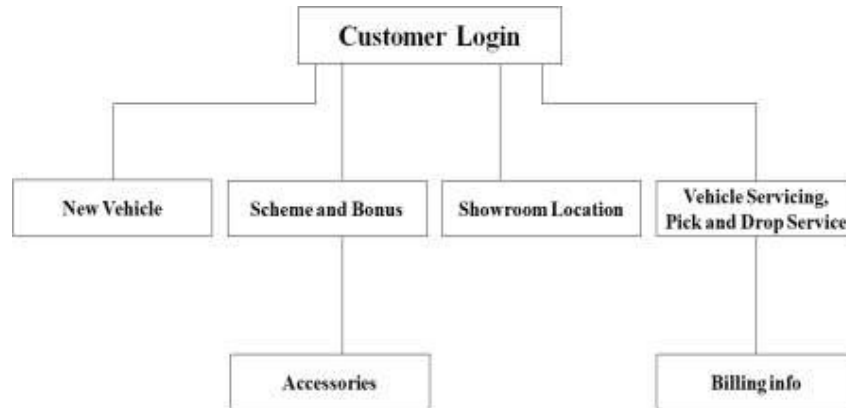 Customer Login
New Vehicle
Scheme and Bonus
Showroom Location
Vehicle Servicing,
Pick and Drop Service
Accessories
Billing info